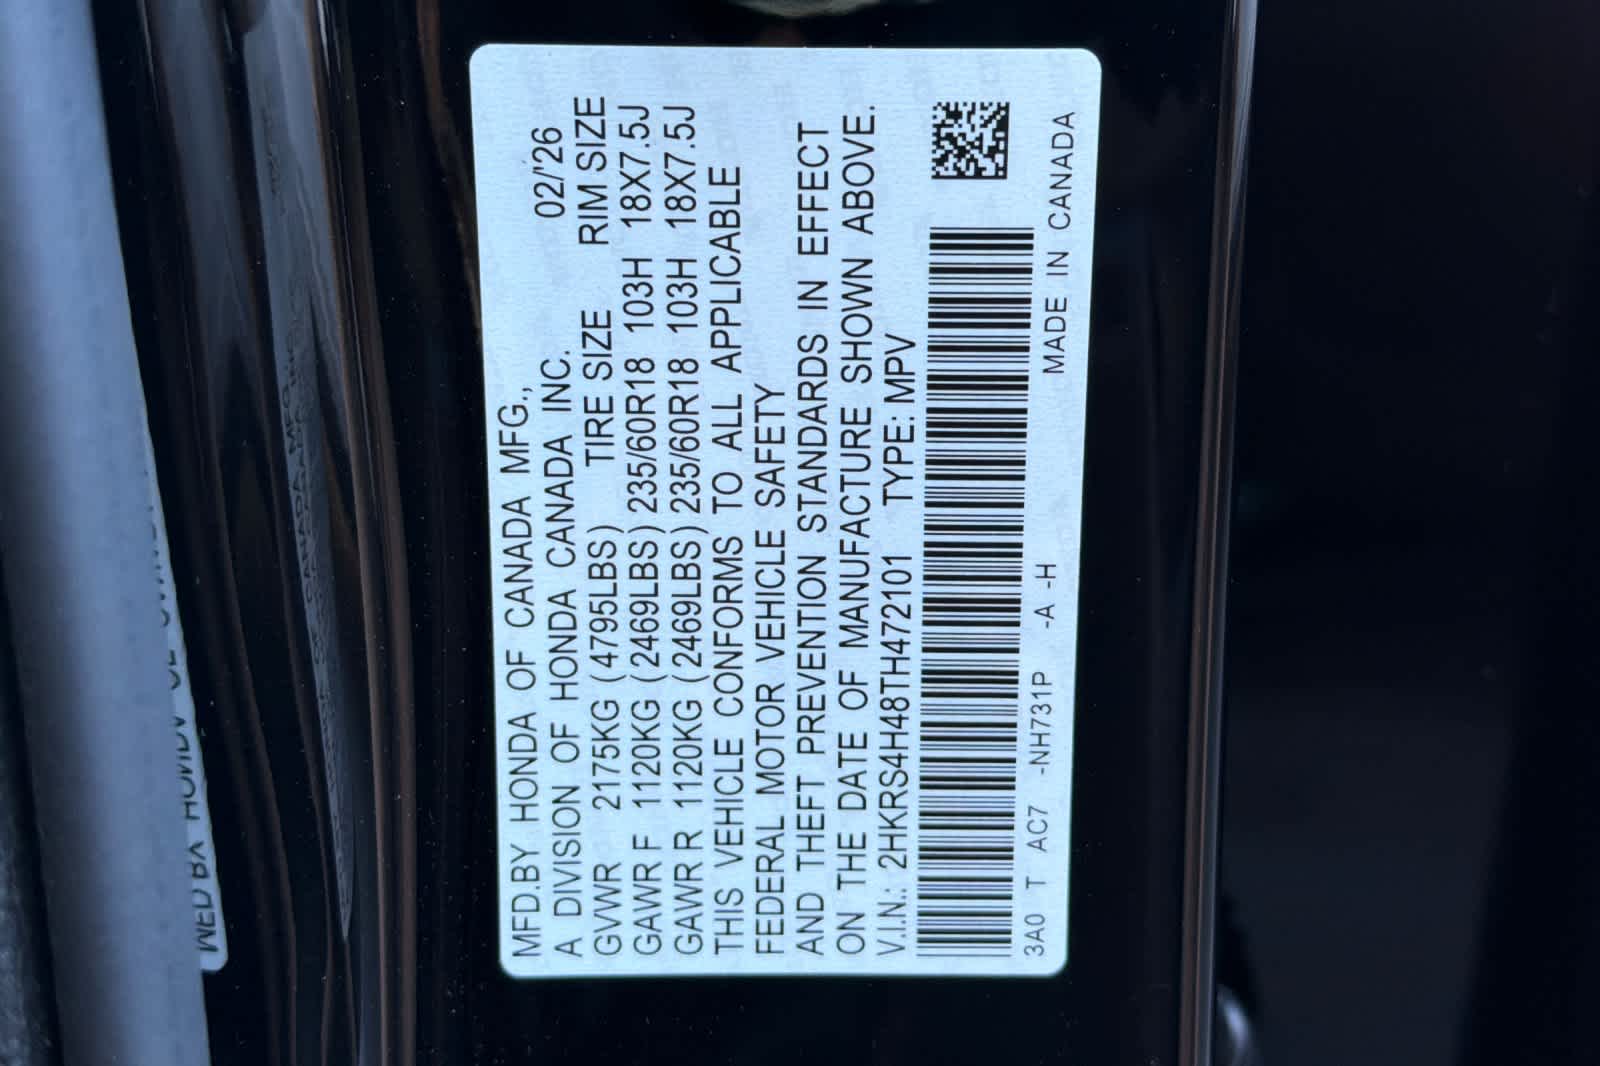 MFD.BY HONDA OF CANADA MFG.,
A DIVISION OF HONDA CANADA INC. 02/'26
GVWR 2175KG (4795LBS) TIRE SIZE RIM SIZE
GAWR F 1120KG (2469LBS) 235/60R18 103H 18X7.5J
GAWR R 1120KG (2469LBS) 235/60R18 103H 18X7.5J
THIS VEHICLE CONFORMS TO ALL APPLICABLE
FEDERAL MOTOR VEHICLE SAFETY
AND THEFT PREVENTION STANDARDS IN EFFECT
ON THE DATE OF MANUFACTURE SHOWN ABOVE.
V.I.N.: 2HKRS4H48TH472101 TYPE: MPV
3A0 T AC7 -NH731P -A -H MADE IN CANADA